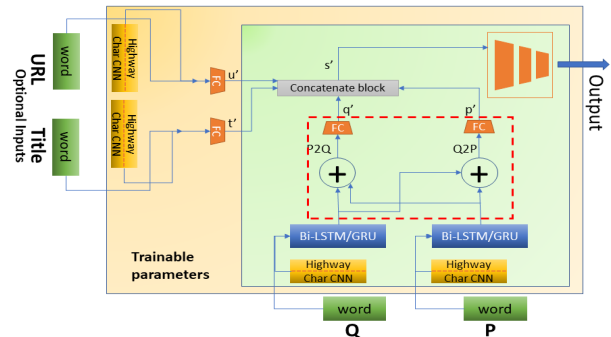 URL
Optional Inputs
Title
word
word
Highway
Char CNN
Highway
Char CNN
FC
u'
FC
t'
s'
Concatenate block
q'
p'
FC
FC
P2Q
Q2P
+
+
Bi-LSTM/GRU
Bi-LSTM/GRU
Trainable
parameters
Highway
Char CNN
Highway
Char CNN
word
word
Q
P
Output